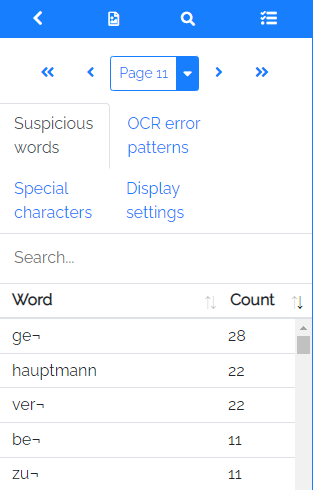 Page 11
Suspicious words
OCR error patterns
Special characters
Display settings
Search...
Word Count
ge¬ 28
hauptmann 22
ver¬ 22
be¬ 11
zu¬ 11